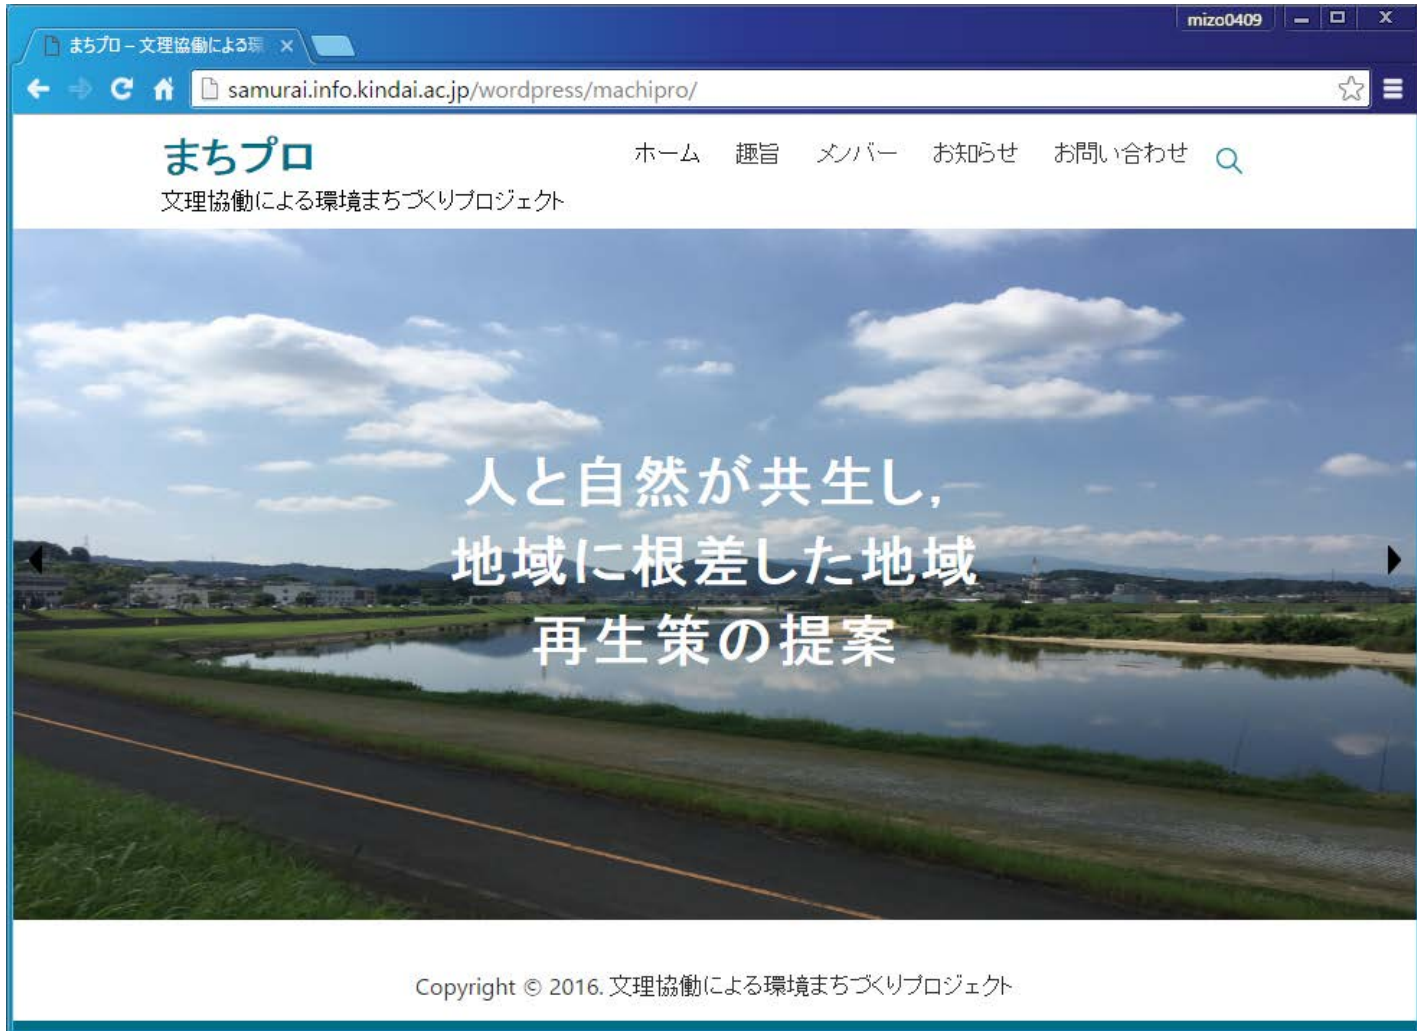 mizo0409
まちプロ – 文理協働による環
samurai.info.kindai.ac.jp/wordpress/machipro/
まちプロ
文理協働による環境まちづくりプロジェクト
ホーム 趣旨 メンバー お知らせ お問い合わせ
人と自然が共生し,
地域に根差した地域
再生策の提案
Copyright © 2016. 文理協働による環境まちづくりプロジェクト